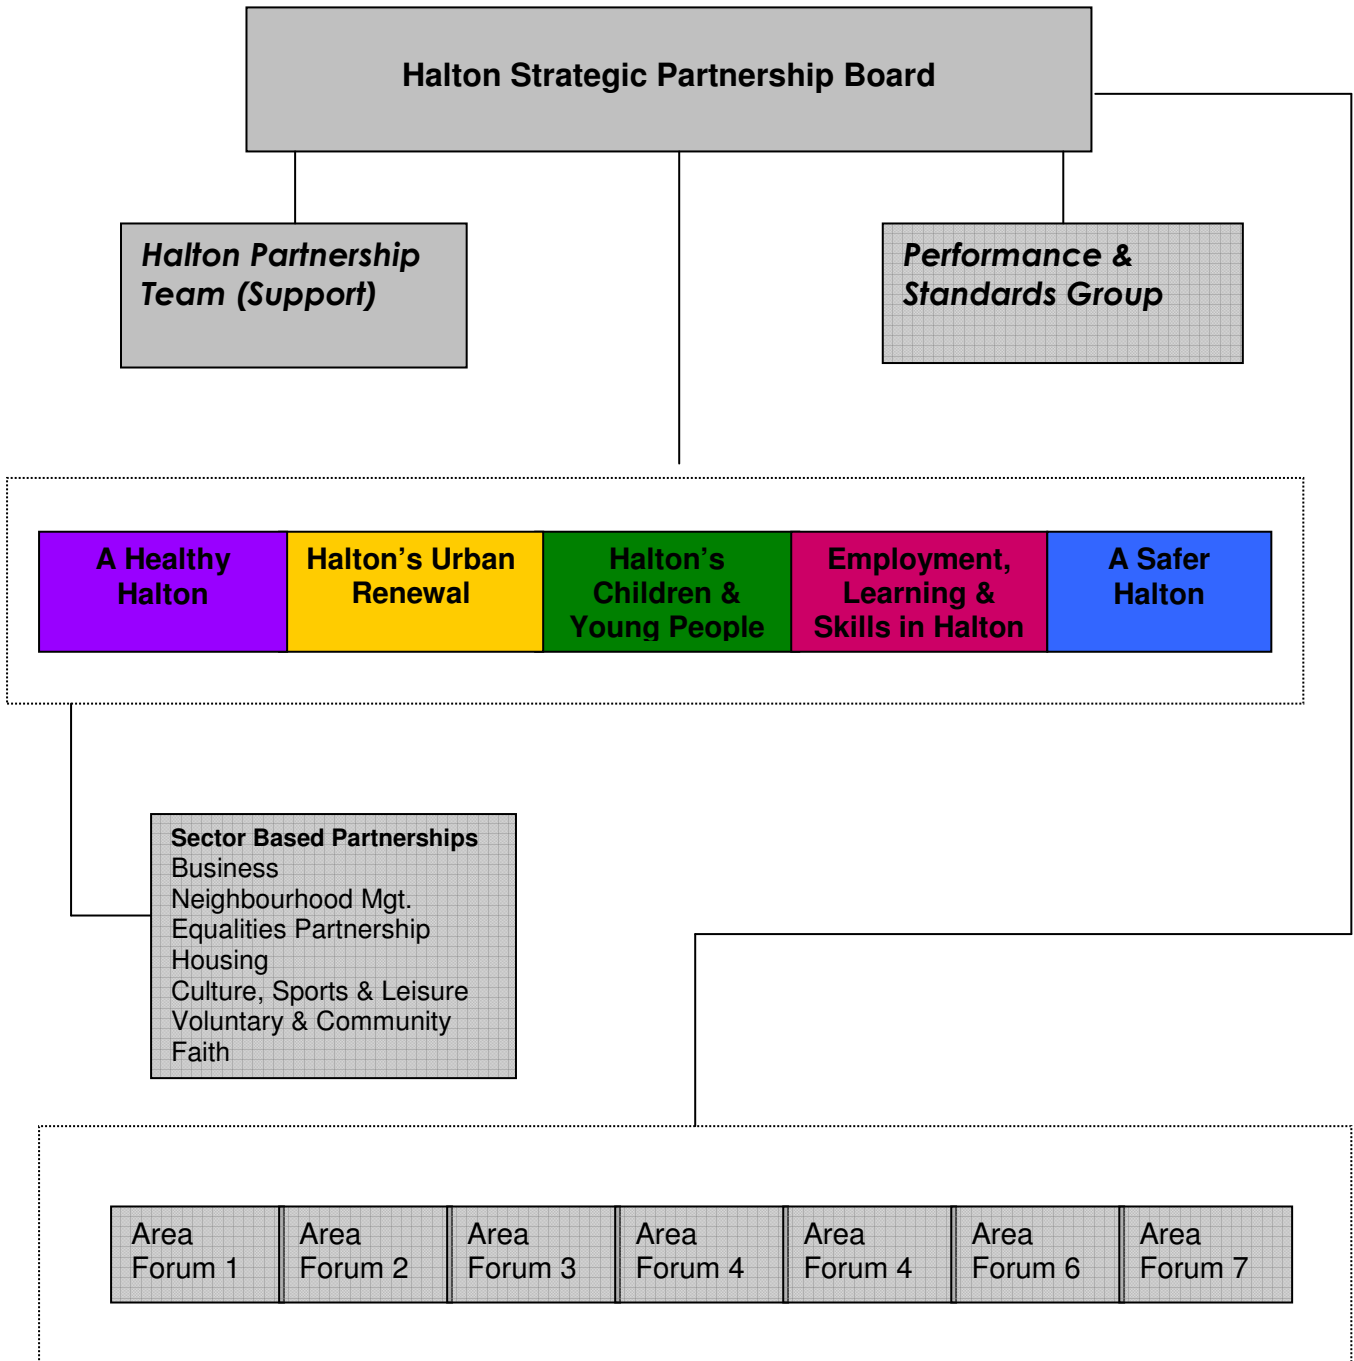 Halton Strategic Partnership Board
Halton Partnership
Team (Support)
Performance &
Standards Group
A Healthy
Halton
Halton’s Urban
Renewal
Halton’s
Children &
Young People
Employment,
Learning &
Skills in Halton
A Safer
Halton
Sector Based Partnerships
Business
Neighbourhood Mgt.
Equalities Partnership
Housing
Culture, Sports & Leisure
Voluntary & Community
Faith
Area
Forum 1
Area
Forum 2
Area
Forum 3
Area
Forum 4
Area
Forum 4
Area
Forum 6
Area
Forum 7